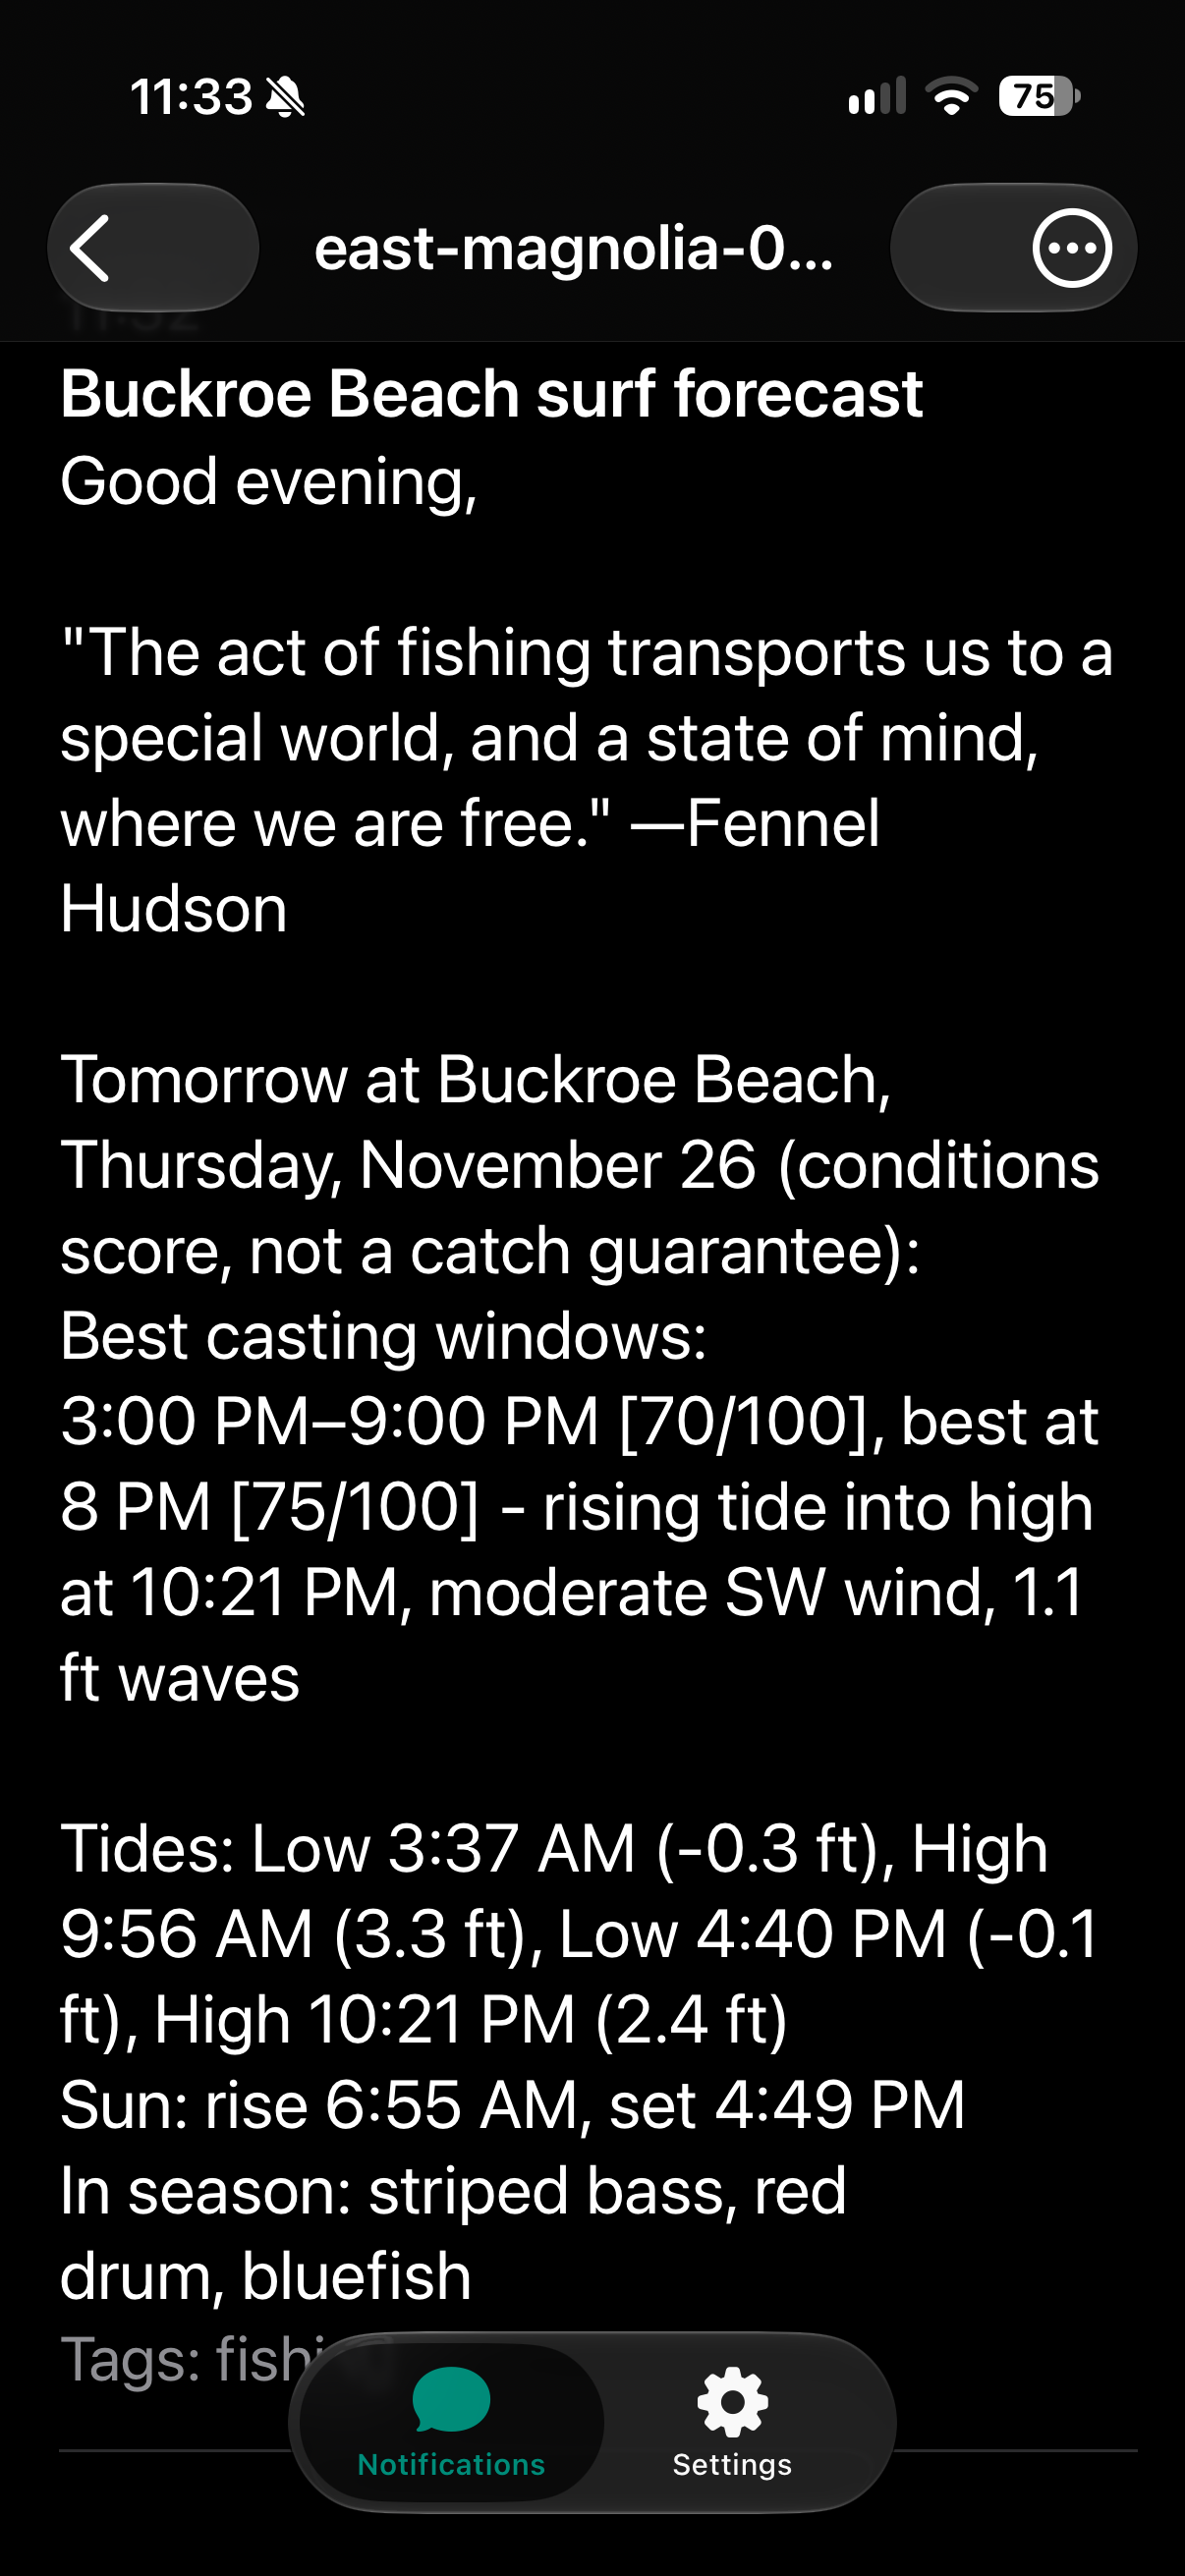 11:33
75
east-magnolia-0...
Buckroe Beach surf forecast
Good evening,
"The act of fishing transports us to a
special world, and a state of mind,
where we are free." —Fennel
Hudson
Tomorrow at Buckroe Beach,
Thursday, November 26 (conditions
score, not a catch guarantee):
Best casting windows:
3:00 PM–9:00 PM [70/100], best at
8 PM [75/100] - rising tide into high
at 10:21 PM, moderate SW wind, 1.1
ft waves
Tides: Low 3:37 AM (-0.3 ft), High
9:56 AM (3.3 ft), Low 4:40 PM (-0.1
ft), High 10:21 PM (2.4 ft)
Sun: rise 6:55 AM, set 4:49 PM
In season: striped bass, red
drum, bluefish
Tags:
Notifications
Settings